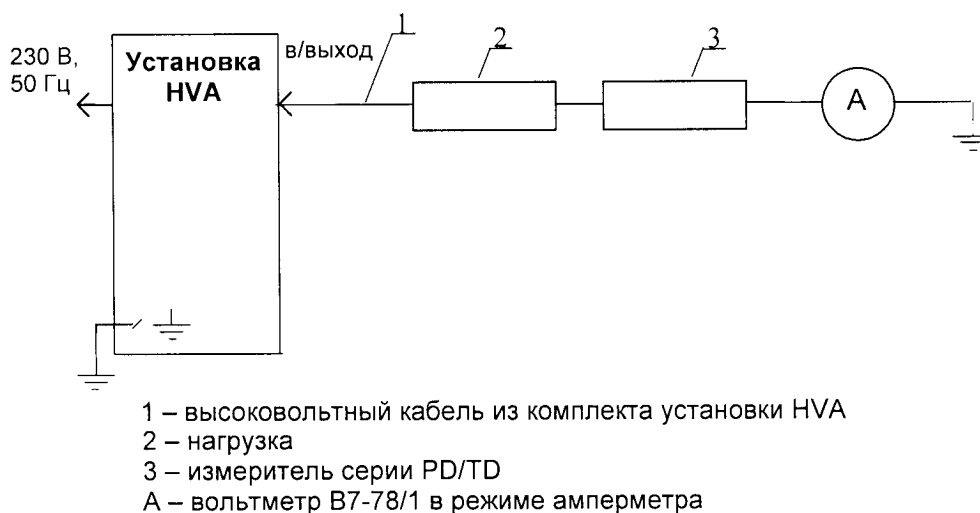 1
2
3
230 В,
50 Гц
Установка
HVA
в/выход
А
1 – высоковольтный кабель из комплекта установки HVA
2 – нагрузка
3 – измеритель серии PD/TD
А – вольтметр В7-78/1 в режиме амперметра